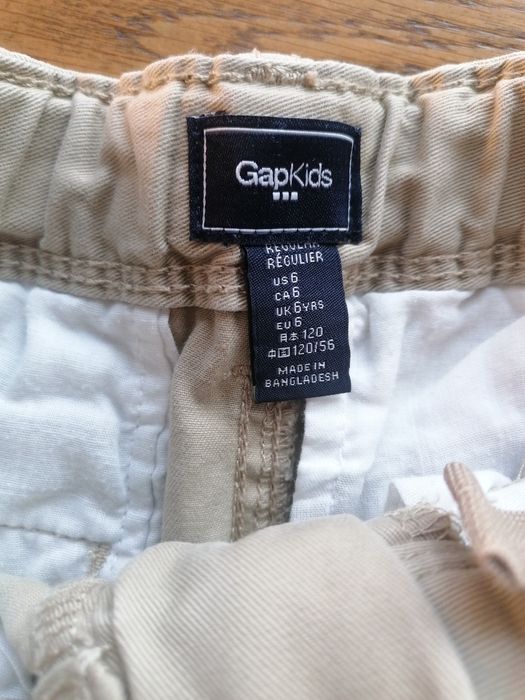 GapKids
REGULAR
RÉGULIER
US 6
CA 6
UK 6YRS
EU 6
日本 120
中国 120/56
MADE IN
BANGLADESH